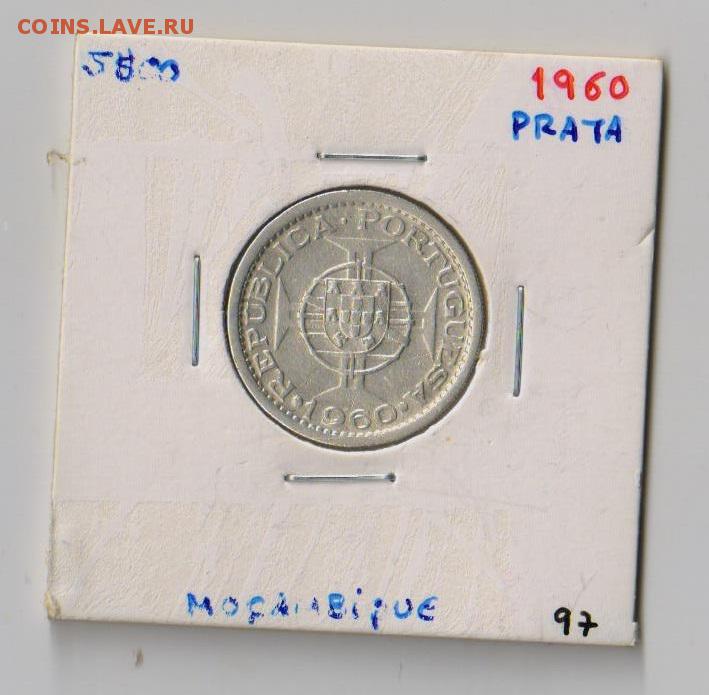 COINS.LAVE.RU
5$00
1960
PRATA
REPUBLICA · PORTUGUESA · 1960 ·
MOÇAMBIQUE
97